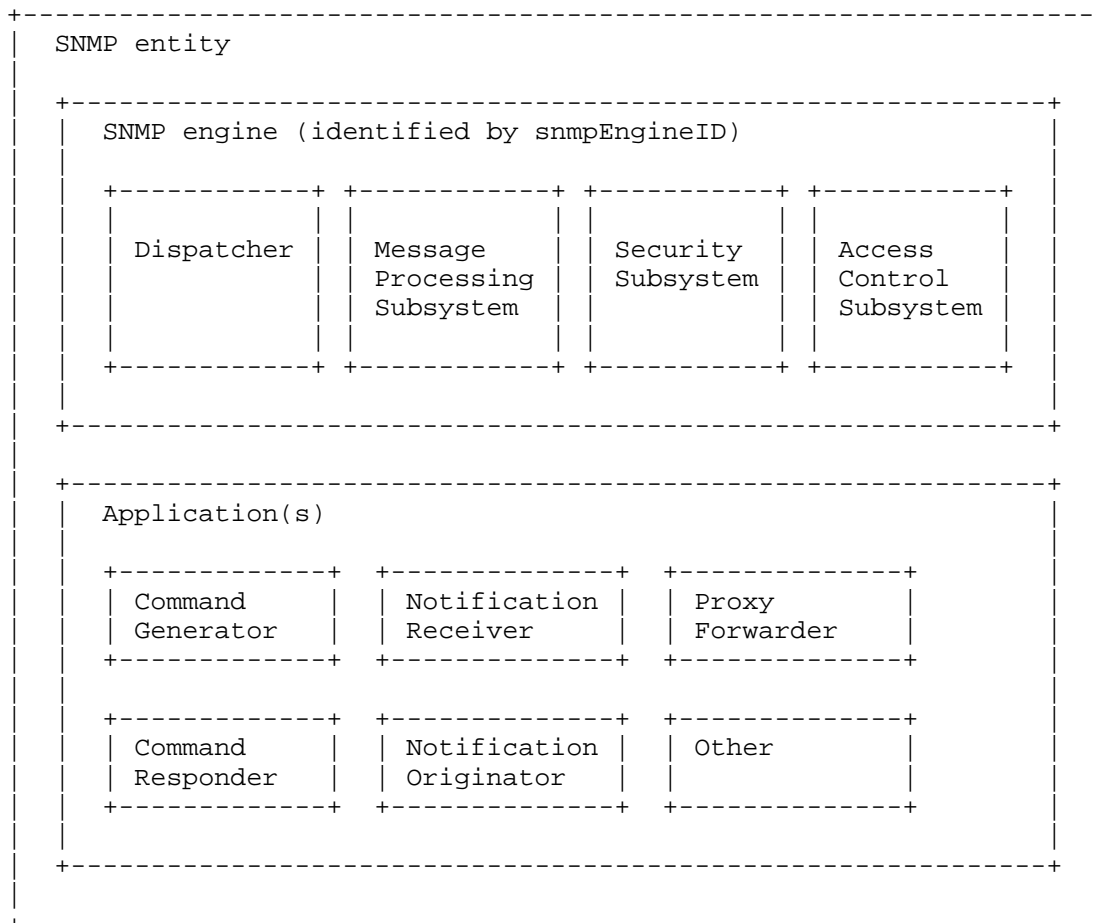 SNMP entity
SNMP engine (identified by snmpEngineID)
Dispatcher Message Security Access
Processing Subsystem Control
Subsystem Subsystem
Application(s)
Command Notification Proxy
Generator Receiver Forwarder
Command Notification Other
Responder Originator